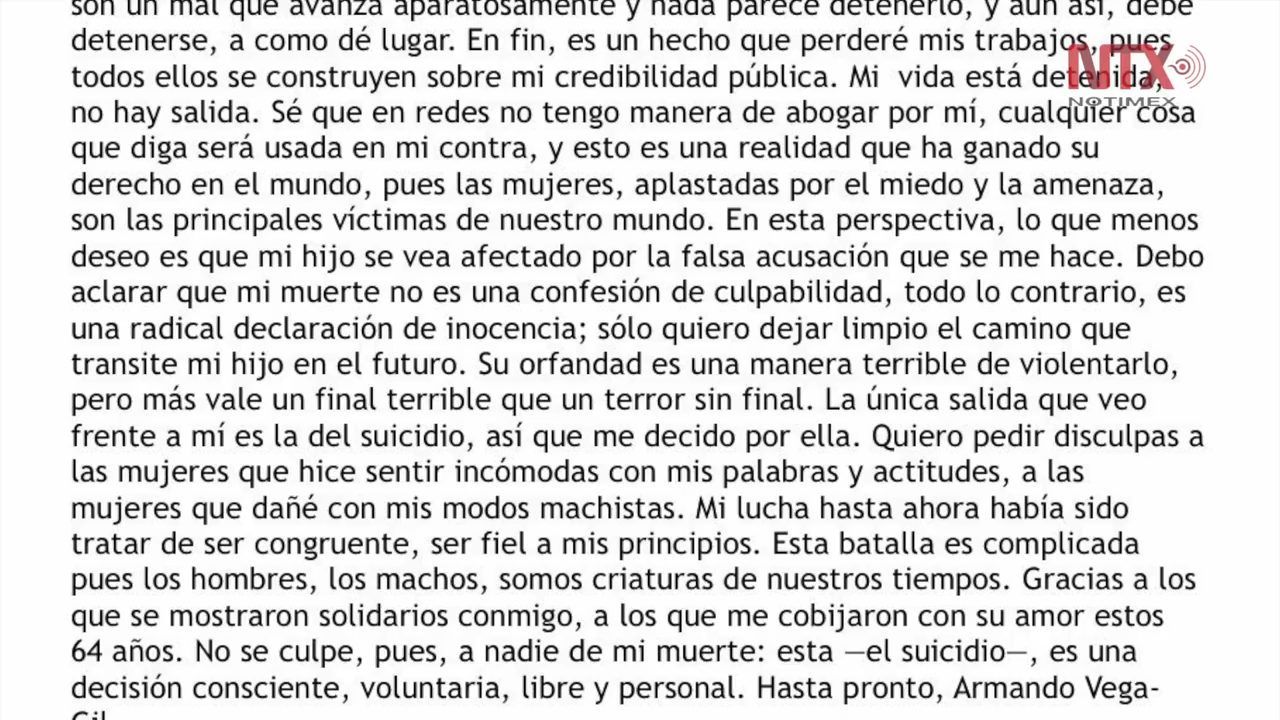 son un mal que avanza aparatosamente y nada parece detenerlo, y aún así, debe
detenerse, a como dé lugar. En fin, es un hecho que perderé mis trabajos, pues
todos ellos se construyen sobre mi credibilidad pública. Mi vida está detenida,
no hay salida. Sé que en redes no tengo manera de abogar por mí, cualquier cosa
que diga será usada en mi contra, y esto es una realidad que ha ganado su
derecho en el mundo, pues las mujeres, aplastadas por el miedo y la amenaza,
son las principales víctimas de nuestro mundo. En esta perspectiva, lo que menos
deseo es que mi hijo se vea afectado por la falsa acusación que se me hace. Debo
aclarar que mi muerte no es una confesión de culpabilidad, todo lo contrario, es
una radical declaración de inocencia; sólo quiero dejar limpio el camino que
transite mi hijo en el futuro. Su orfandad es una manera terrible de violentarlo,
pero más vale un final terrible que un terror sin final. La única salida que veo
frente a mí es la del suicidio, así que me decido por ella. Quiero pedir disculpas a
las mujeres que hice sentir incómodas con mis palabras y actitudes, a las
mujeres que dañé con mis modos machistas. Mi lucha hasta ahora había sido
tratar de ser congruente, ser fiel a mis principios. Esta batalla es complicada
pues los hombres, los machos, somos criaturas de nuestros tiempos. Gracias a los
que se mostraron solidarios conmigo, a los que me cobijaron con su amor estos
64 años. No se culpe, pues, a nadie de mi muerte: esta —el suicidio—, es una
decisión consciente, voluntaria, libre y personal. Hasta pronto, Armando Vega-
Gil
NTX
NOTIMEX